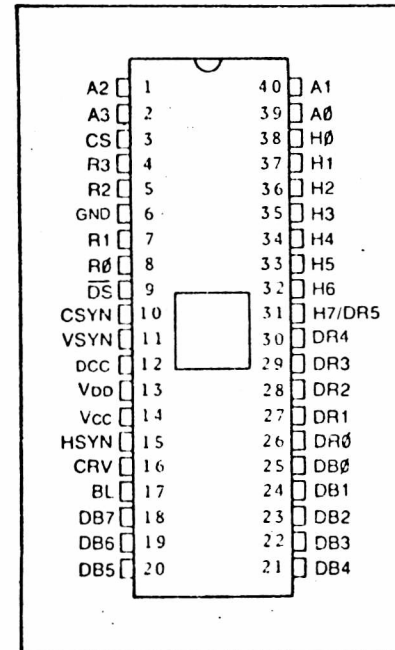 A2 1 40 A1
A3 2 39 AØ
CS 3 38 HØ
R3 4 37 H1
R2 5 36 H2
GND 6 35 H3
R1 7 34 H4
RØ 8 33 H5
D̅S̅ 9 32 H6
CSYN 10 31 H7/DR5
VSYN 11 30 DR4
DCC 12 29 DR3
VDD 13 28 DR2
VCC 14 27 DR1
HSYN 15 26 DRØ
CRV 16 25 DBØ
BL 17 24 DB1
DB7 18 23 DB2
DB6 19 22 DB3
DB5 20 21 DB4